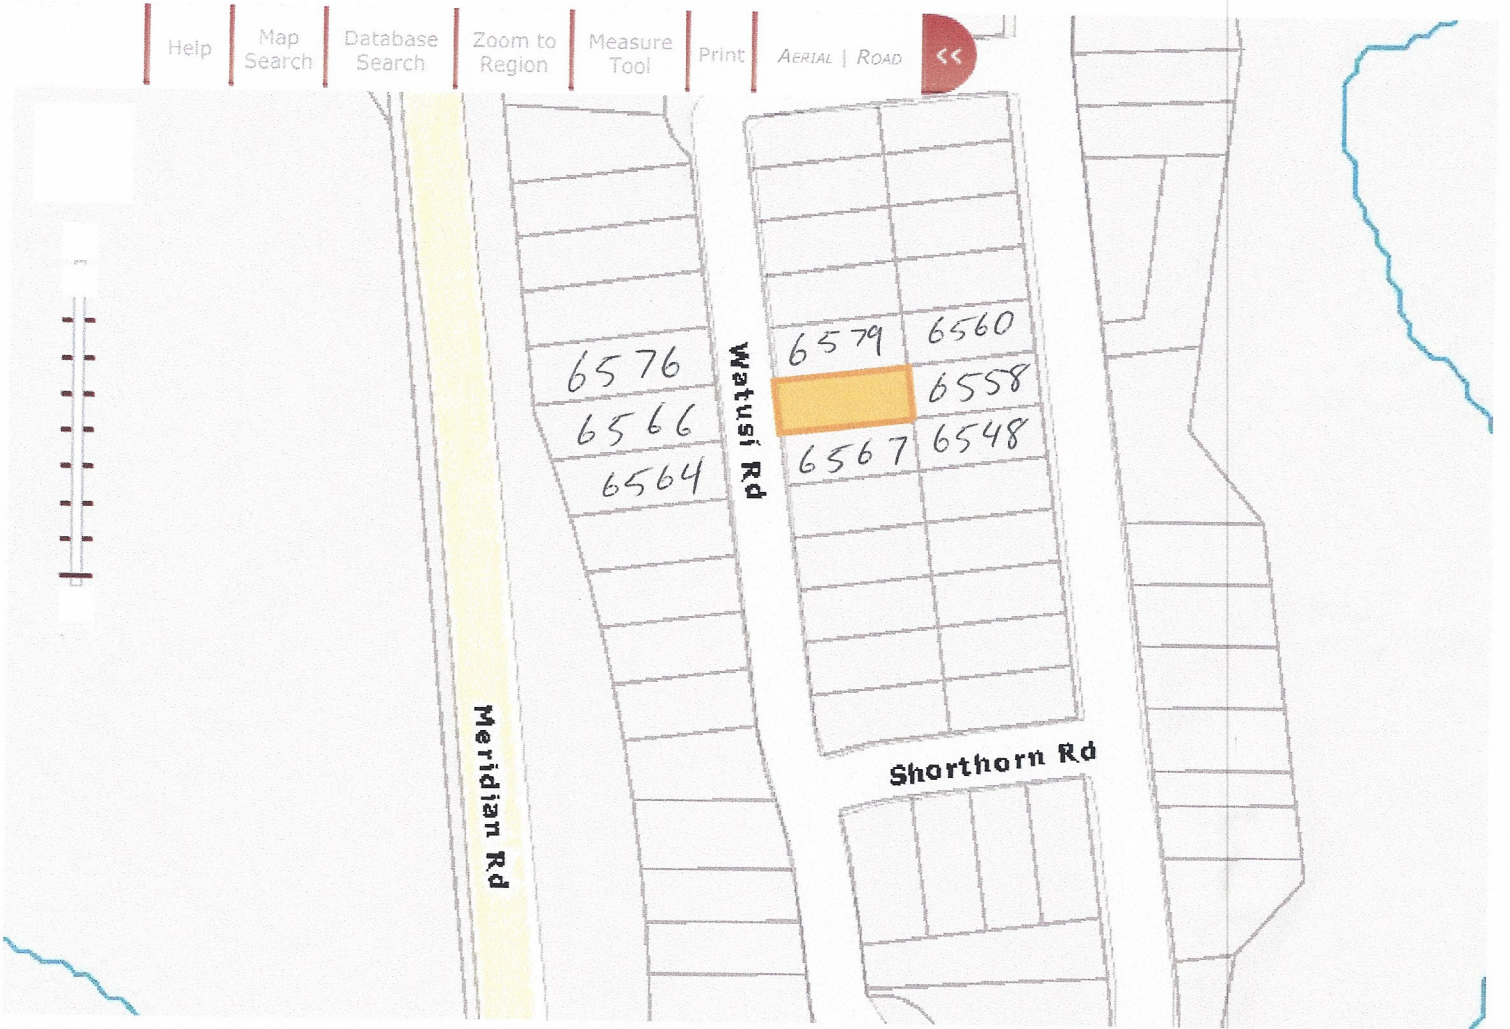 Help
Map Search
Database Search
Zoom to Region
Measure Tool
Print
AERIAL | ROAD
<<
6579
6560
6576
6558
6566
6567
6548
6564
Watusi Rd
Meridian Rd
Shorthorn Rd